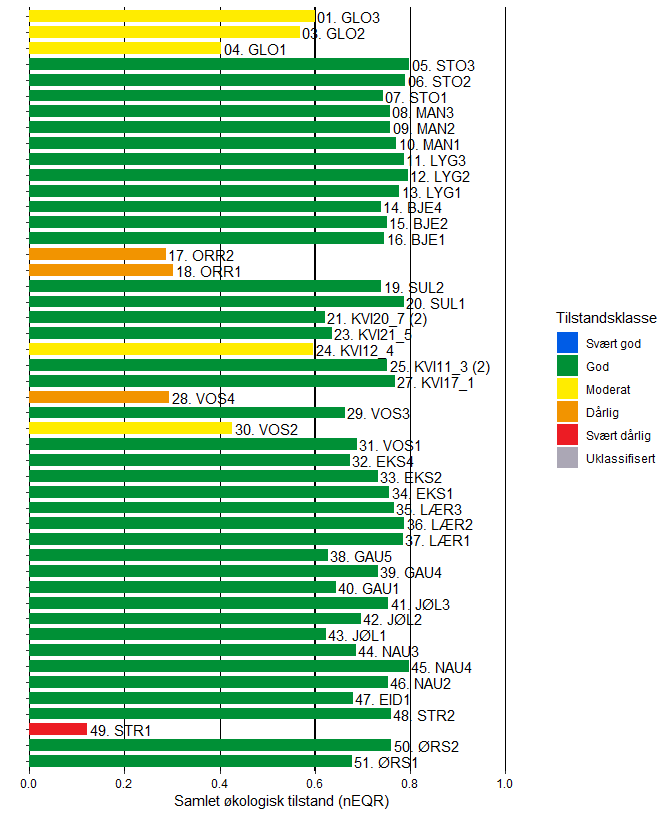 01. GLO3
03. GLO2
04. GLO1
05. STO3
06. STO2
07. STO1
08. MAN3
09. MAN2
10. MAN1
11. LYG3
12. LYG2
13. LYG1
14. BJE4
15. BJE2
16. BJE1
17. ORR2
18. ORR1
19. SUL2
20. SUL1
21. KVI20_7 (2)
23. KVI21_5
24. KVI12_4
25. KVI11_3 (2)
27. KVI17_1
28. VOS4
29. VOS3
30. VOS2
31. VOS1
32. EKS4
33. EKS2
34. EKS1
35. LÆR3
36. LÆR2
37. LÆR1
38. GAU5
39. GAU4
40. GAU1
41. JØL3
42. JØL2
43. JØL1
44. NAU3
45. NAU4
46. NAU2
47. EID1
48. STR2
49. STR1
50. ØRS2
51. ØRS1
0.0 0.2 0.4 0.6 0.8 1.0
Samlet økologisk tilstand (nEQR)
Tilstandsklasse
Svært god
God
Moderat
Dårlig
Svært dårlig
Uklassifisert